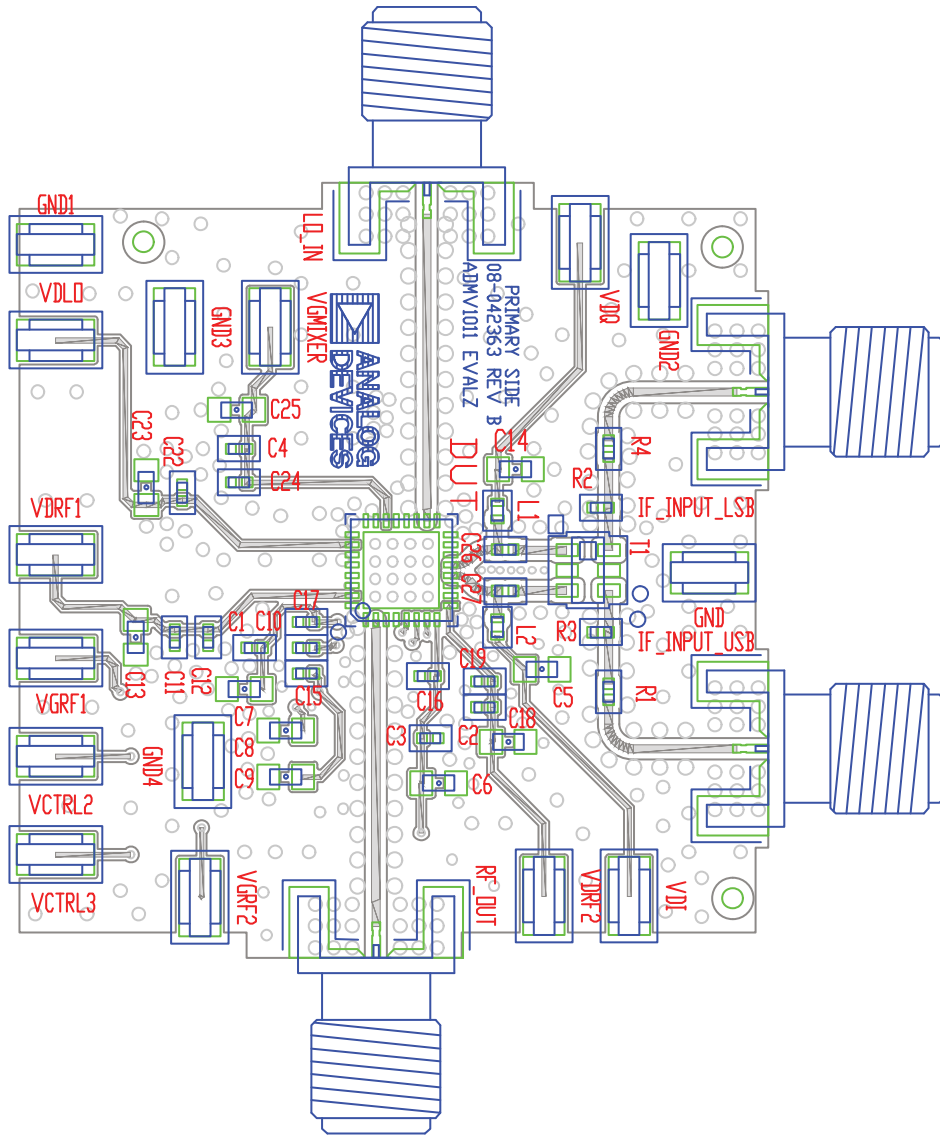 GND1
LO_IN
VDLO
GND3
VGMIXER
ANALOG
DEVICES
PRIMARY SIDE
08-042363 REV B
ADMV1011 EVALZ
VDQ
GND2
C25
C4
C24
C23
C22
DUT
C14
L1
R4
R2
IF_INPUT_LSB
VDRF1
C26
T1
C27
GND
C17
C1
C10
L2
R3
IF_INPUT_USB
C13
C11
C12
VGRF1
C15
C19
C16
C5
R1
C7
C8
C9
C3
C2
C18
GND4
C6
VCTRL2
VCTRL3
VGRF2
RF_OUT
VDRF2
VDI